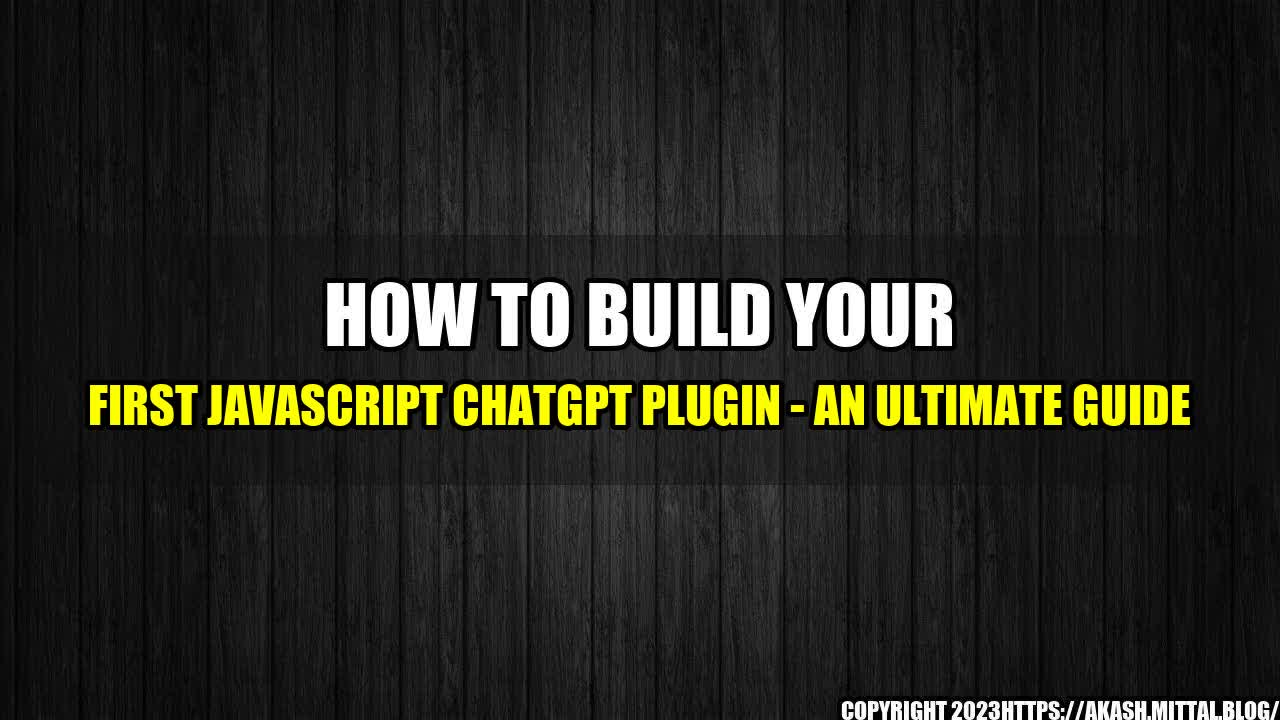 HOW TO BUILD YOUR
FIRST JAVASCRIPT CHATGPT PLUGIN - AN ULTIMATE GUIDE
COPYRIGHT 2023HTTPS://AKASH.MITTAL.BLOG/